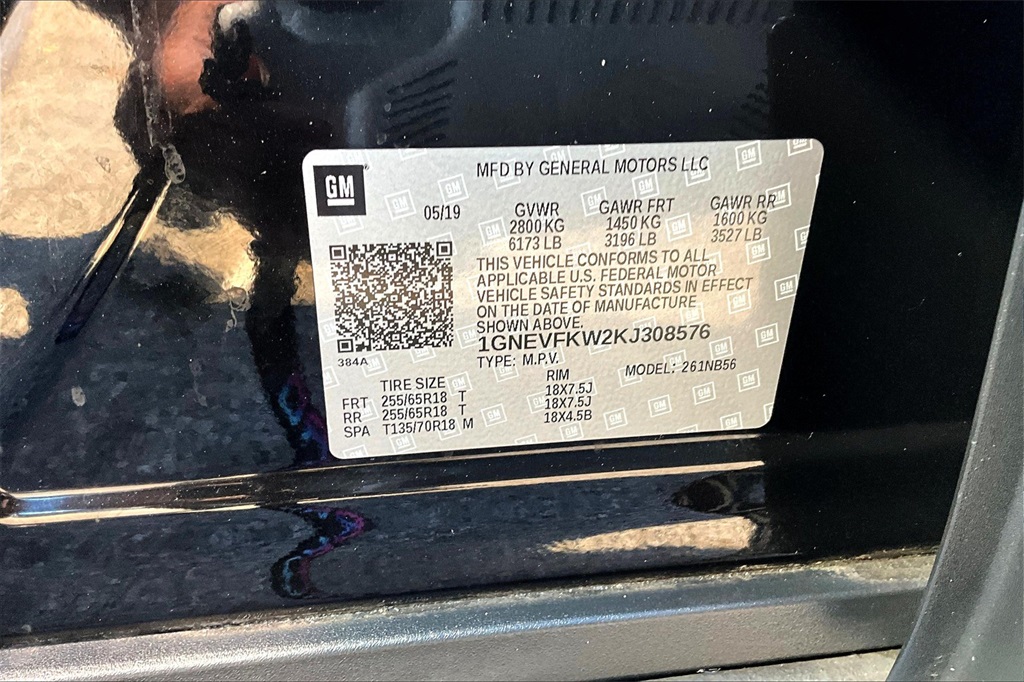 GM
MFD BY GENERAL MOTORS LLC
05/19
GVWR GAWR FRT GAWR RR
2800 KG 1450 KG 1600 KG
6173 LB 3196 LB 3527 LB
THIS VEHICLE CONFORMS TO ALL
APPLICABLE U.S. FEDERAL MOTOR
VEHICLE SAFETY STANDARDS IN EFFECT
ON THE DATE OF MANUFACTURE
SHOWN ABOVE.
1GNEVFKW2KJ308576
384A
TYPE: M.P.V. MODEL: 261NB56
TIRE SIZE RIM
FRT 255/65R18 T 18X7.5J
RR 255/65R18 T 18X7.5J
SPA T135/70R18 M 18X4.5B